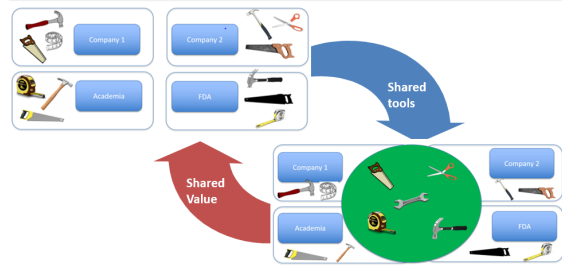 Company 1
Company 2
Academia
FDA
Shared
tools
Shared
Value
Company 1
Company 2
Academia
FDA